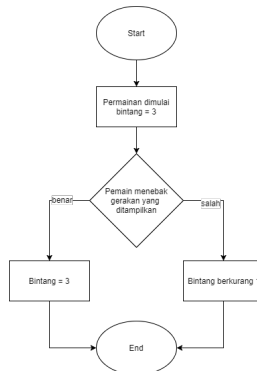 Start
Permainan dimulai
bintang = 3
Pemain menebak
gerakan yang
ditampilkan
benar
salah
Bintang = 3
Bintang berkurang
End